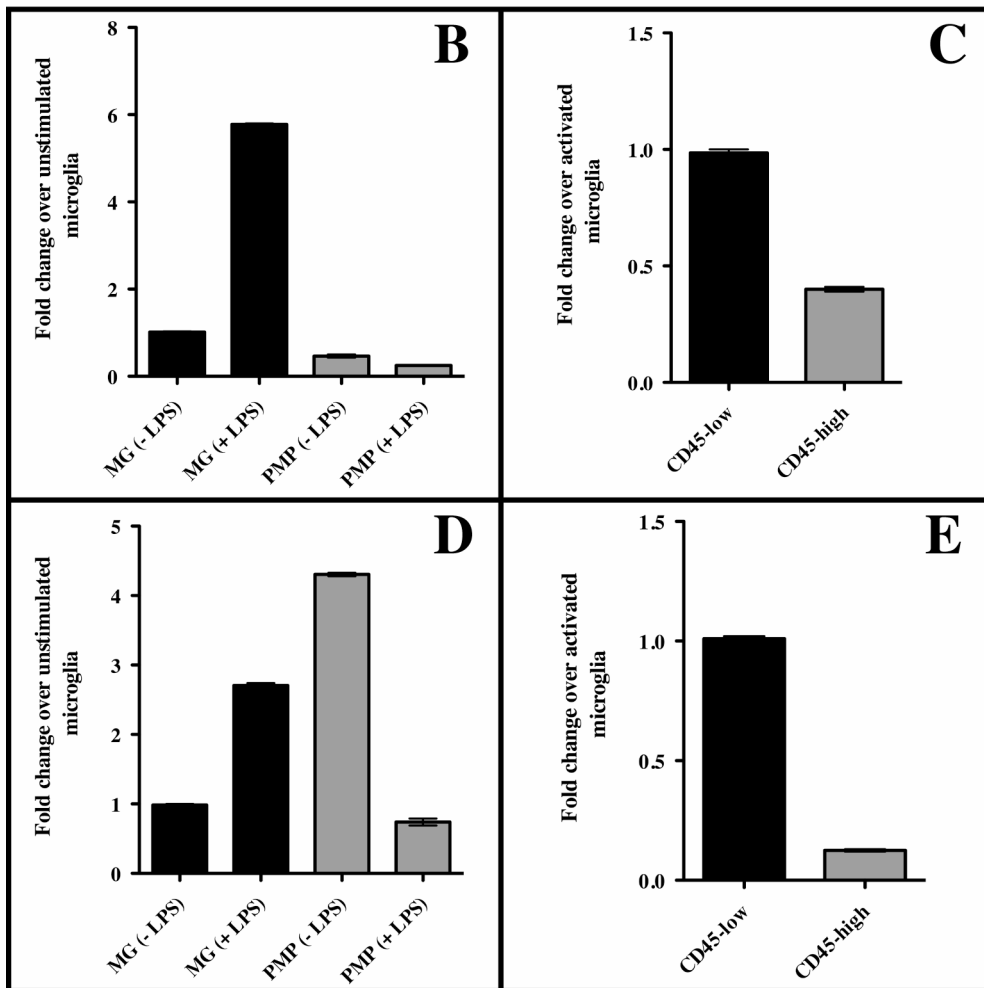 B
Fold change over unstimulated
microglia
8
6
4
2
0
MG (- LPS)
MG (+ LPS)
PMP (- LPS)
PMP (+ LPS)
C
Fold change over activated
microglia
1.5
1.0
0.5
0.0
CD45-low
CD45-high
D
Fold change over unstimulated
microglia
5
4
3
2
1
0
MG (- LPS)
MG (+ LPS)
PMP (- LPS)
PMP (+ LPS)
E
Fold change over activated
microglia
1.5
1.0
0.5
0.0
CD45-low
CD45-high